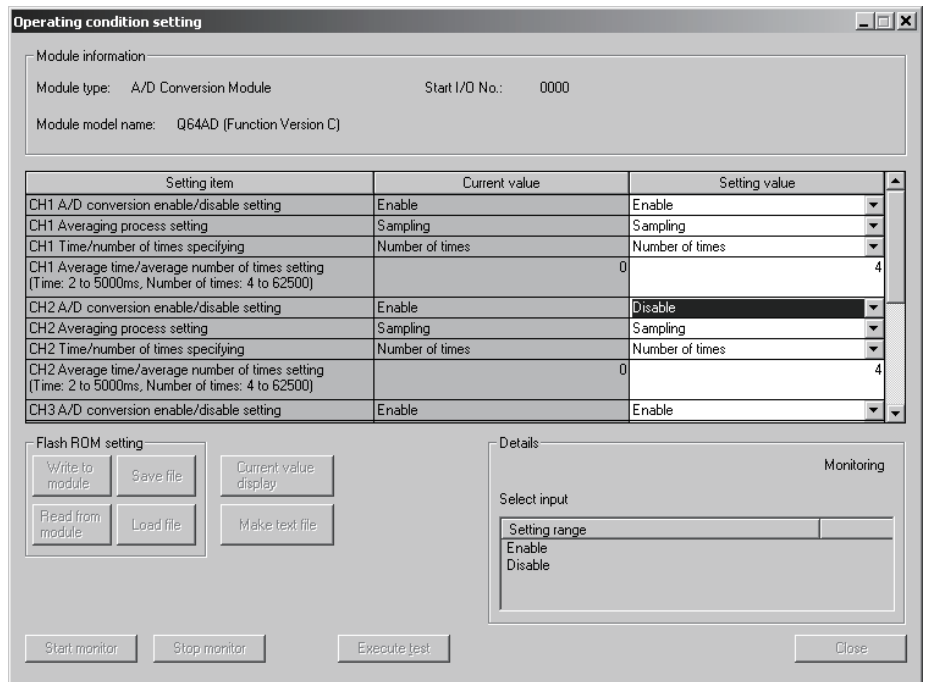 Operating condition setting
Module information
Module type: A/D Conversion Module Start I/O No.: 0000
Module model name: Q64AD (Function Version C)
Setting item Current value Setting value
CH1 A/D conversion enable/disable setting Enable Enable
CH1 Averaging process setting Sampling Sampling
CH1 Time/number of times specifying Number of times Number of times
CH1 Average time/average number of times setting 0 4
(Time: 2 to 5000ms, Number of times: 4 to 62500)
CH2 A/D conversion enable/disable setting Enable Disable
CH2 Averaging process setting Sampling Sampling
CH2 Time/number of times specifying Number of times Number of times
CH2 Average time/average number of times setting 0 4
(Time: 2 to 5000ms, Number of times: 4 to 62500)
CH3 A/D conversion enable/disable setting Enable Enable
Flash ROM setting
Write to module
Save file
Current value display
Read from module
Load file
Make text file
Details
Monitoring
Select input
Setting range
Enable
Disable
Start monitor Stop monitor Execute test Close